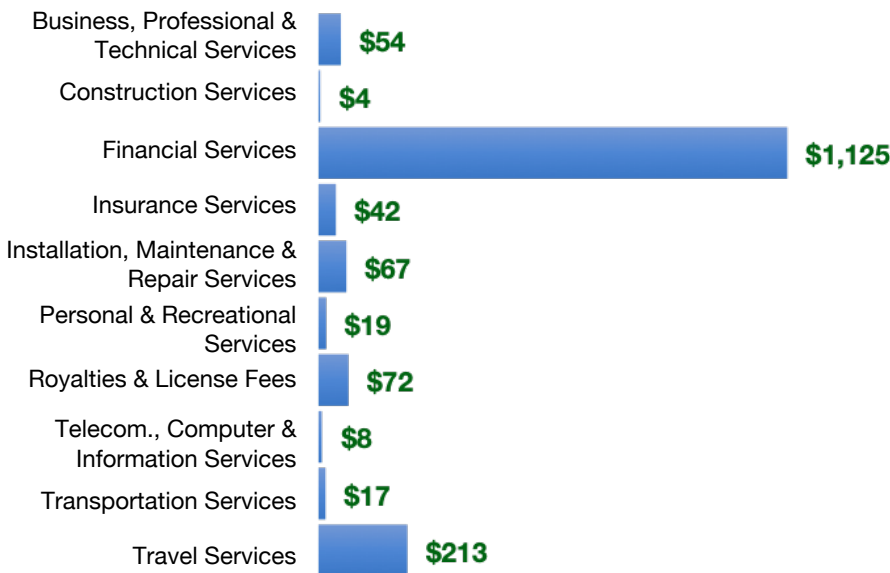 Business, Professional &
Technical Services
$54
Construction Services
$4
Financial Services
$1,125
Insurance Services
$42
Installation, Maintenance &
Repair Services
$67
Personal & Recreational
Services
$19
Royalties & License Fees
$72
Telecom., Computer &
Information Services
$8
Transportation Services
$17
Travel Services
$213